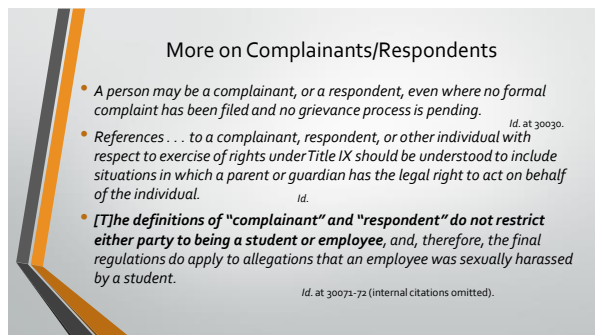 More on Complainants/Respondents
• A person may be a complainant, or a respondent, even where no formal
complaint has been filed and no grievance process is pending.
Id. at 30030.
• References . . . to a complainant, respondent, or other individual with
respect to exercise of rights under Title IX should be understood to include
situations in which a parent or guardian has the legal right to act on behalf
of the individual.
Id.
• [T]he definitions of “complainant” and “respondent” do not restrict
either party to being a student or employee, and, therefore, the final
regulations do apply to allegations that an employee was sexually harassed
by a student.
Id. at 30071-72 (internal citations omitted).